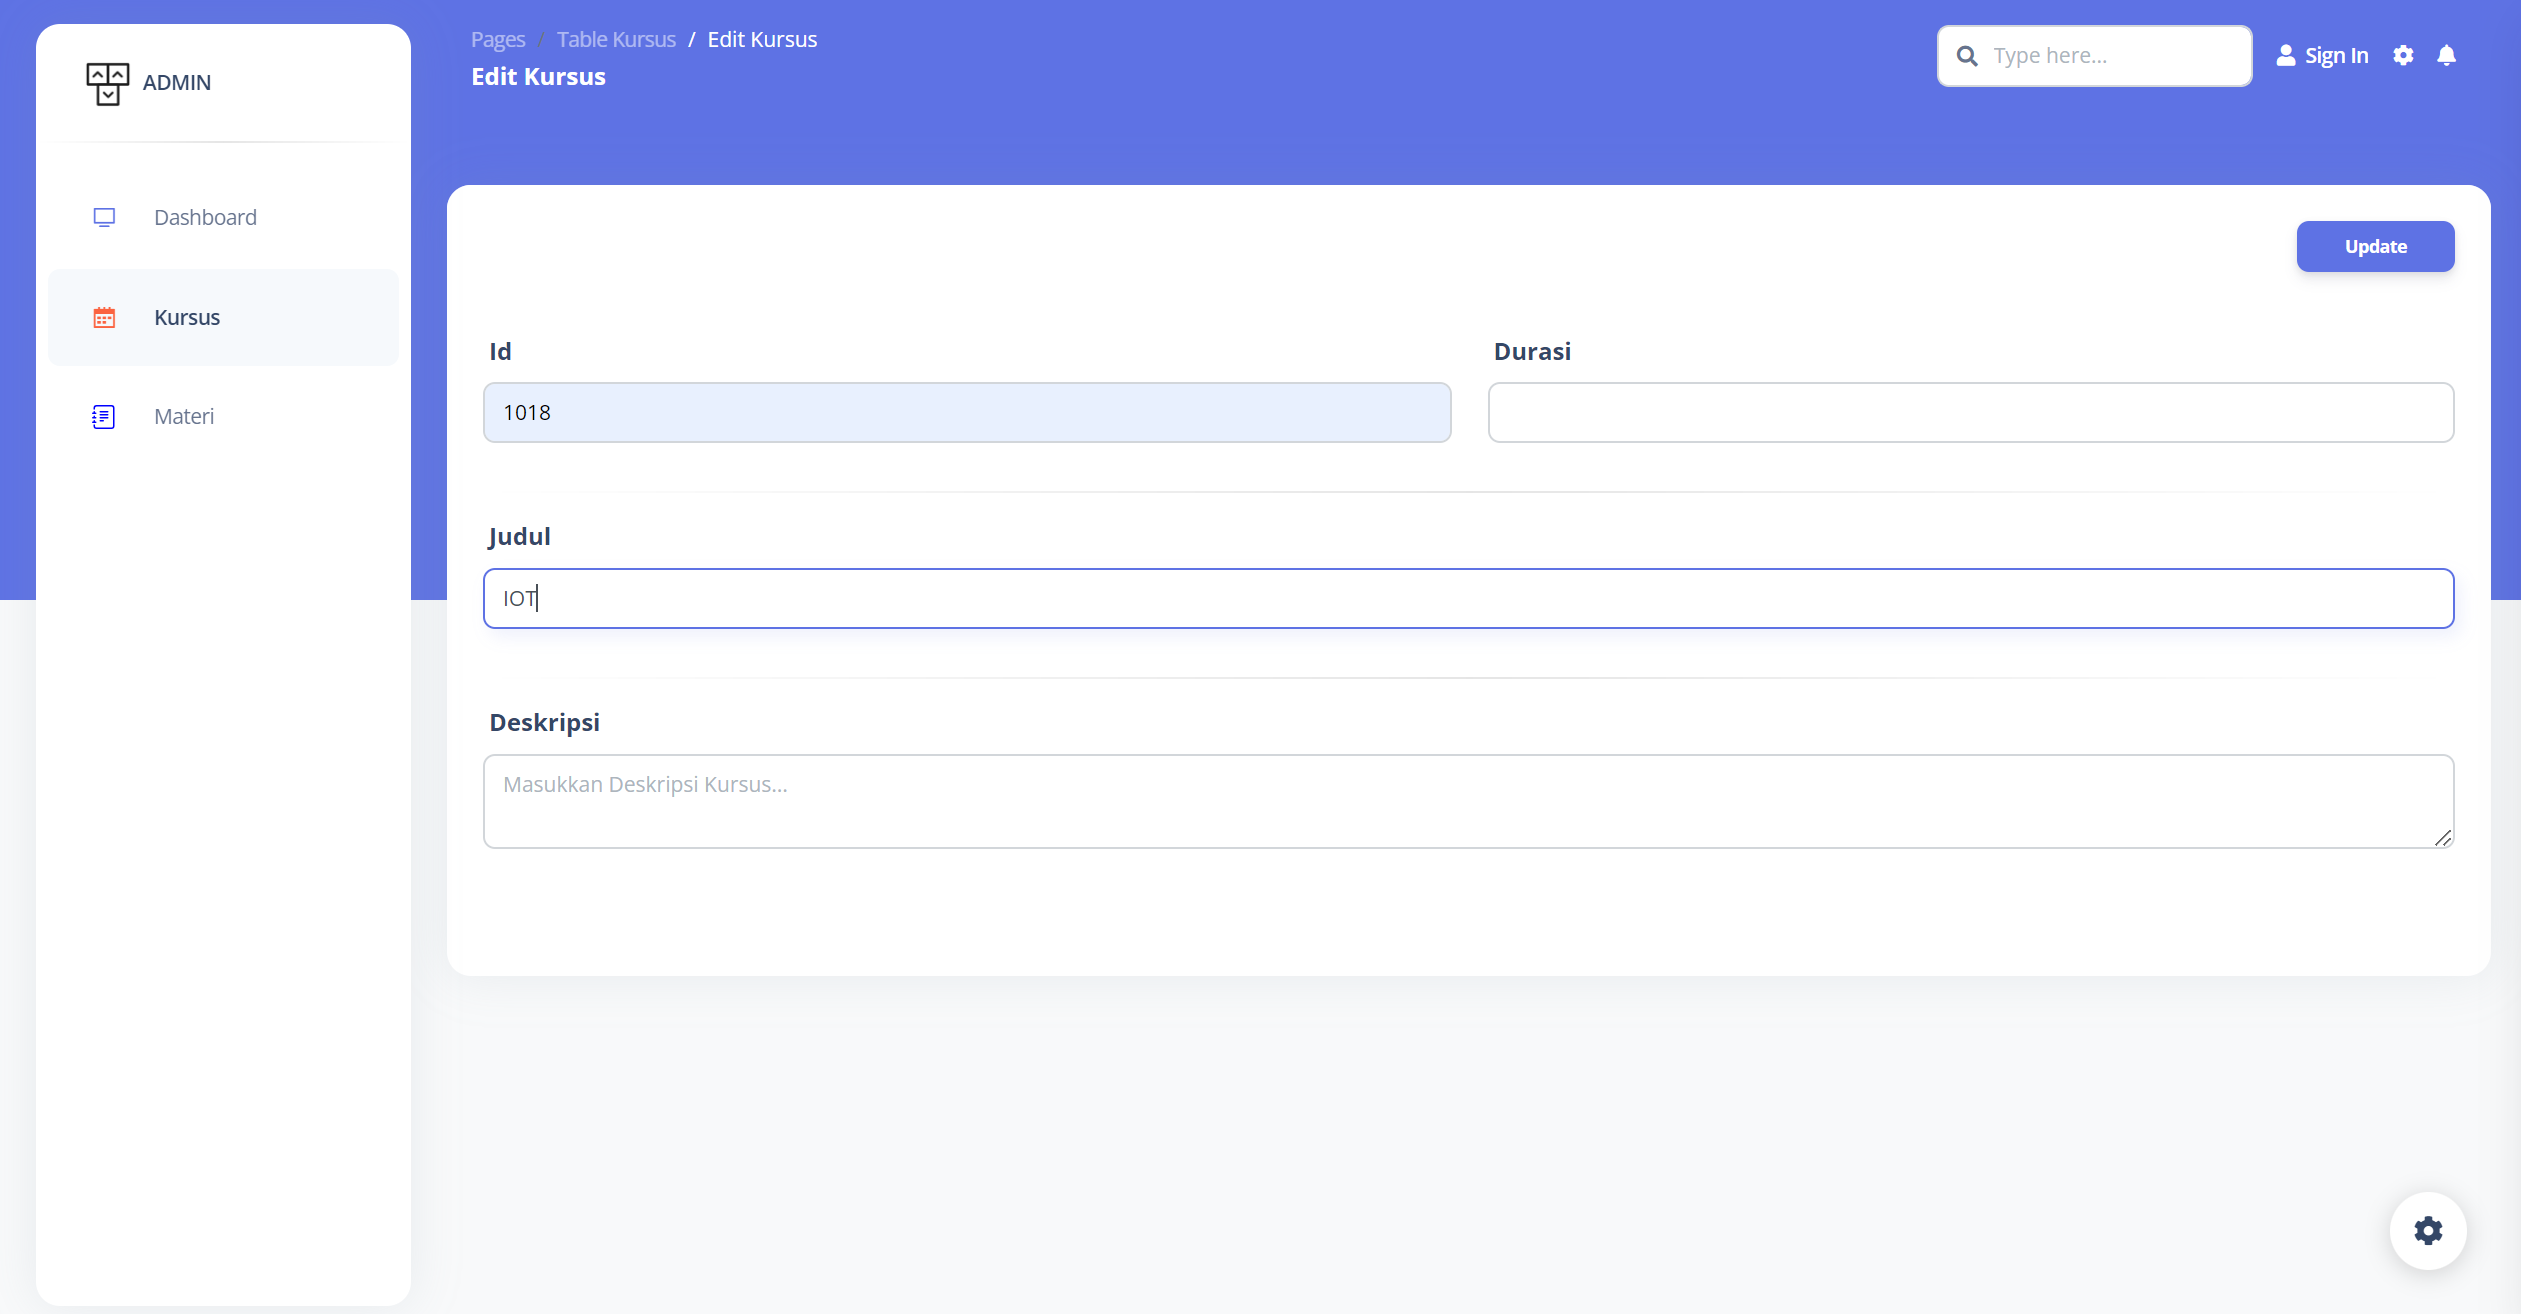 ADMIN
Dashboard
Kursus
Materi
Pages / Table Kursus / Edit Kursus
Edit Kursus
Type here...
Sign In
Update
Id
1018
Durasi
Judul
IOT
Deskripsi
Masukkan Deskripsi Kursus...